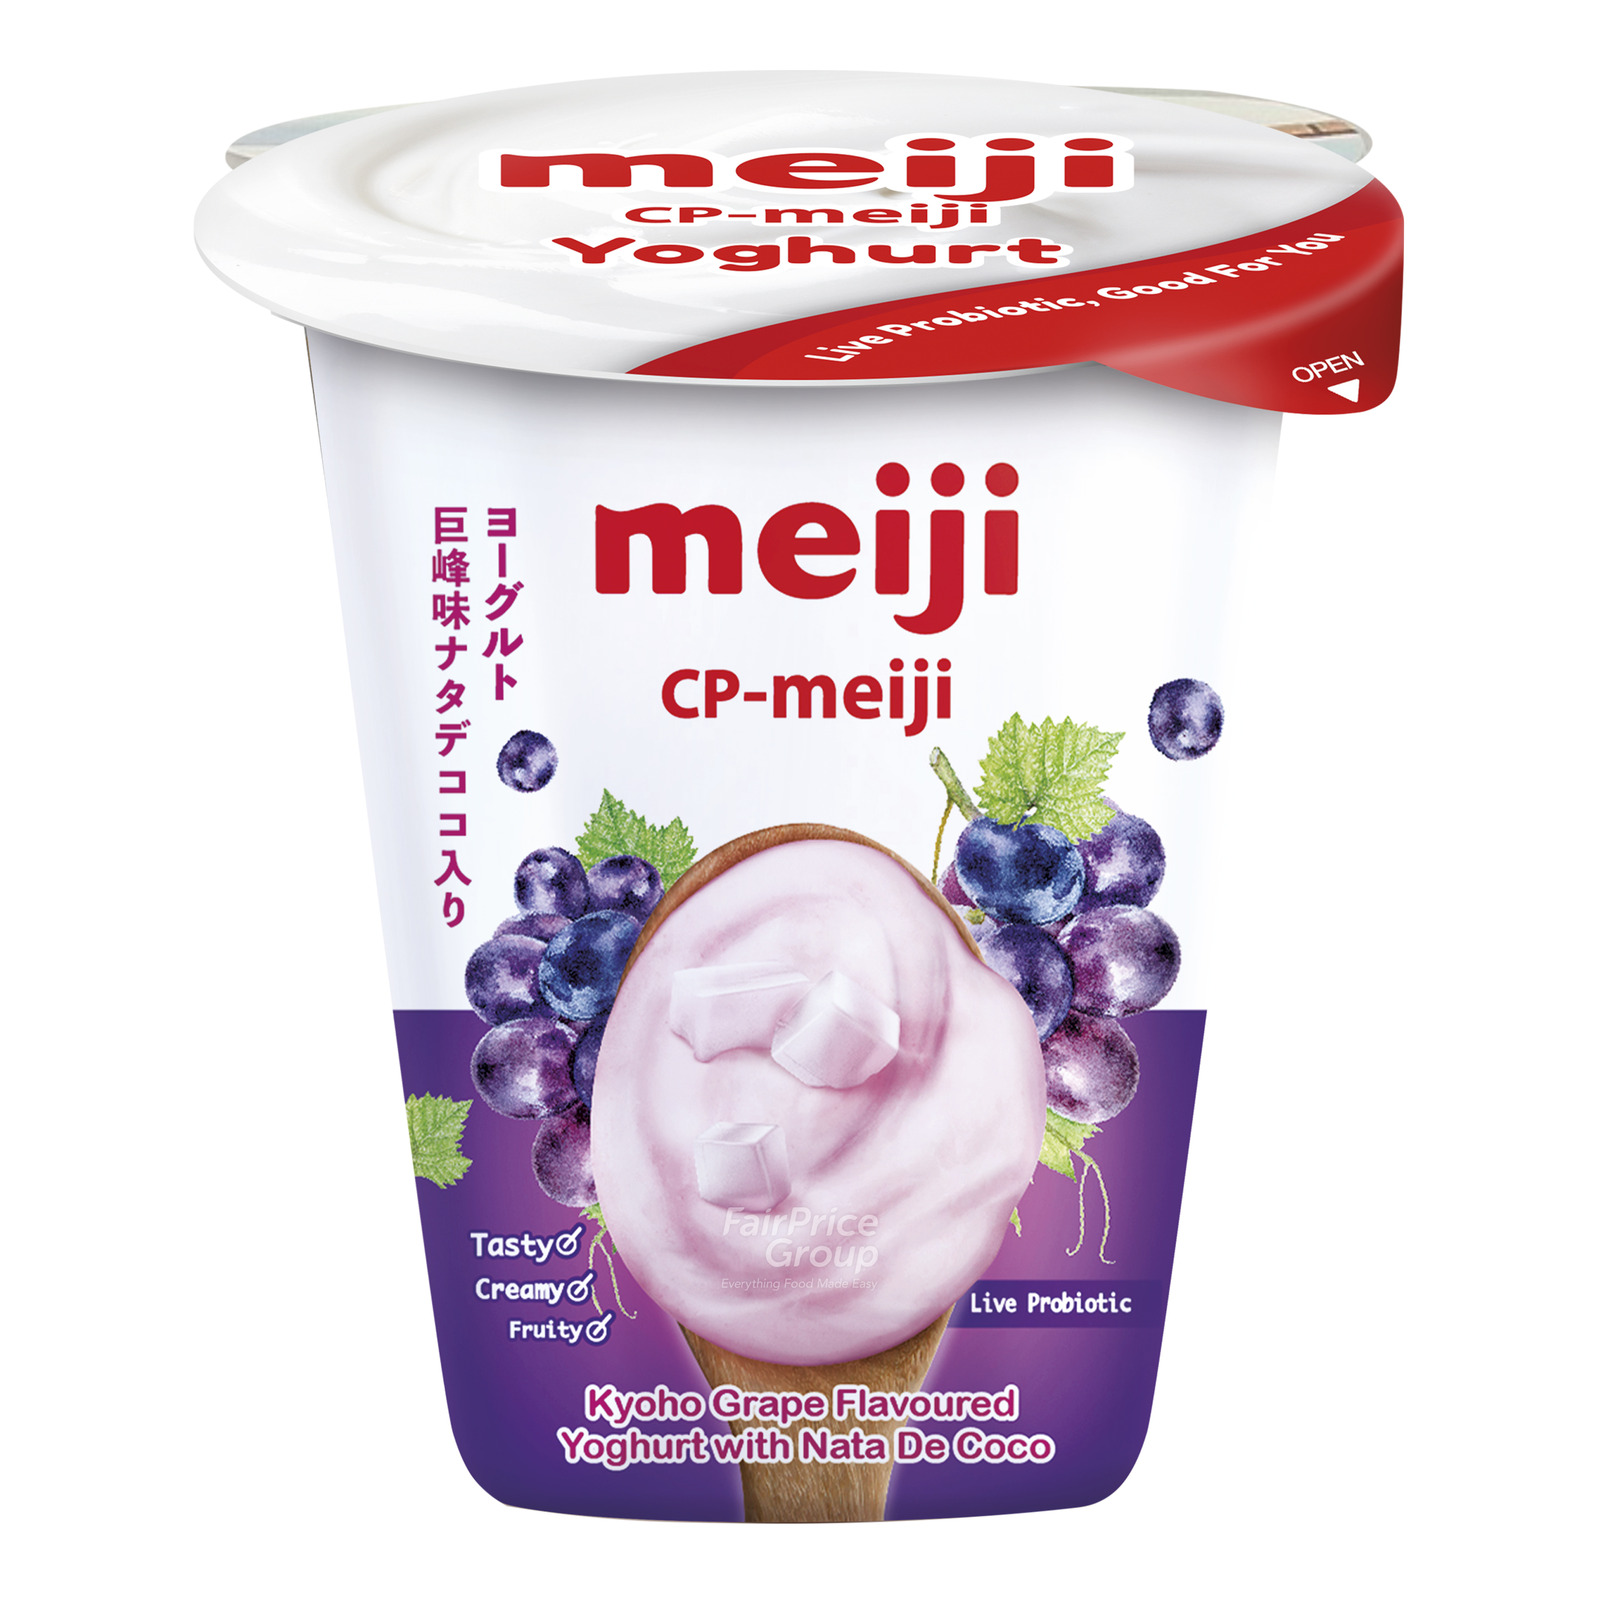 meiji
CP-meiji
Yoghurt
Live Probiotic, Good For You
OPEN
meiji
CP-meiji
ヨーグルト
巨峰味ナタデココ入り
Tasty
Creamy
Fruity
FairPrice
Group
Everything Food Made Easy
Live Probiotic
Kyoho Grape Flavoured
Yoghurt with Nata De Coco